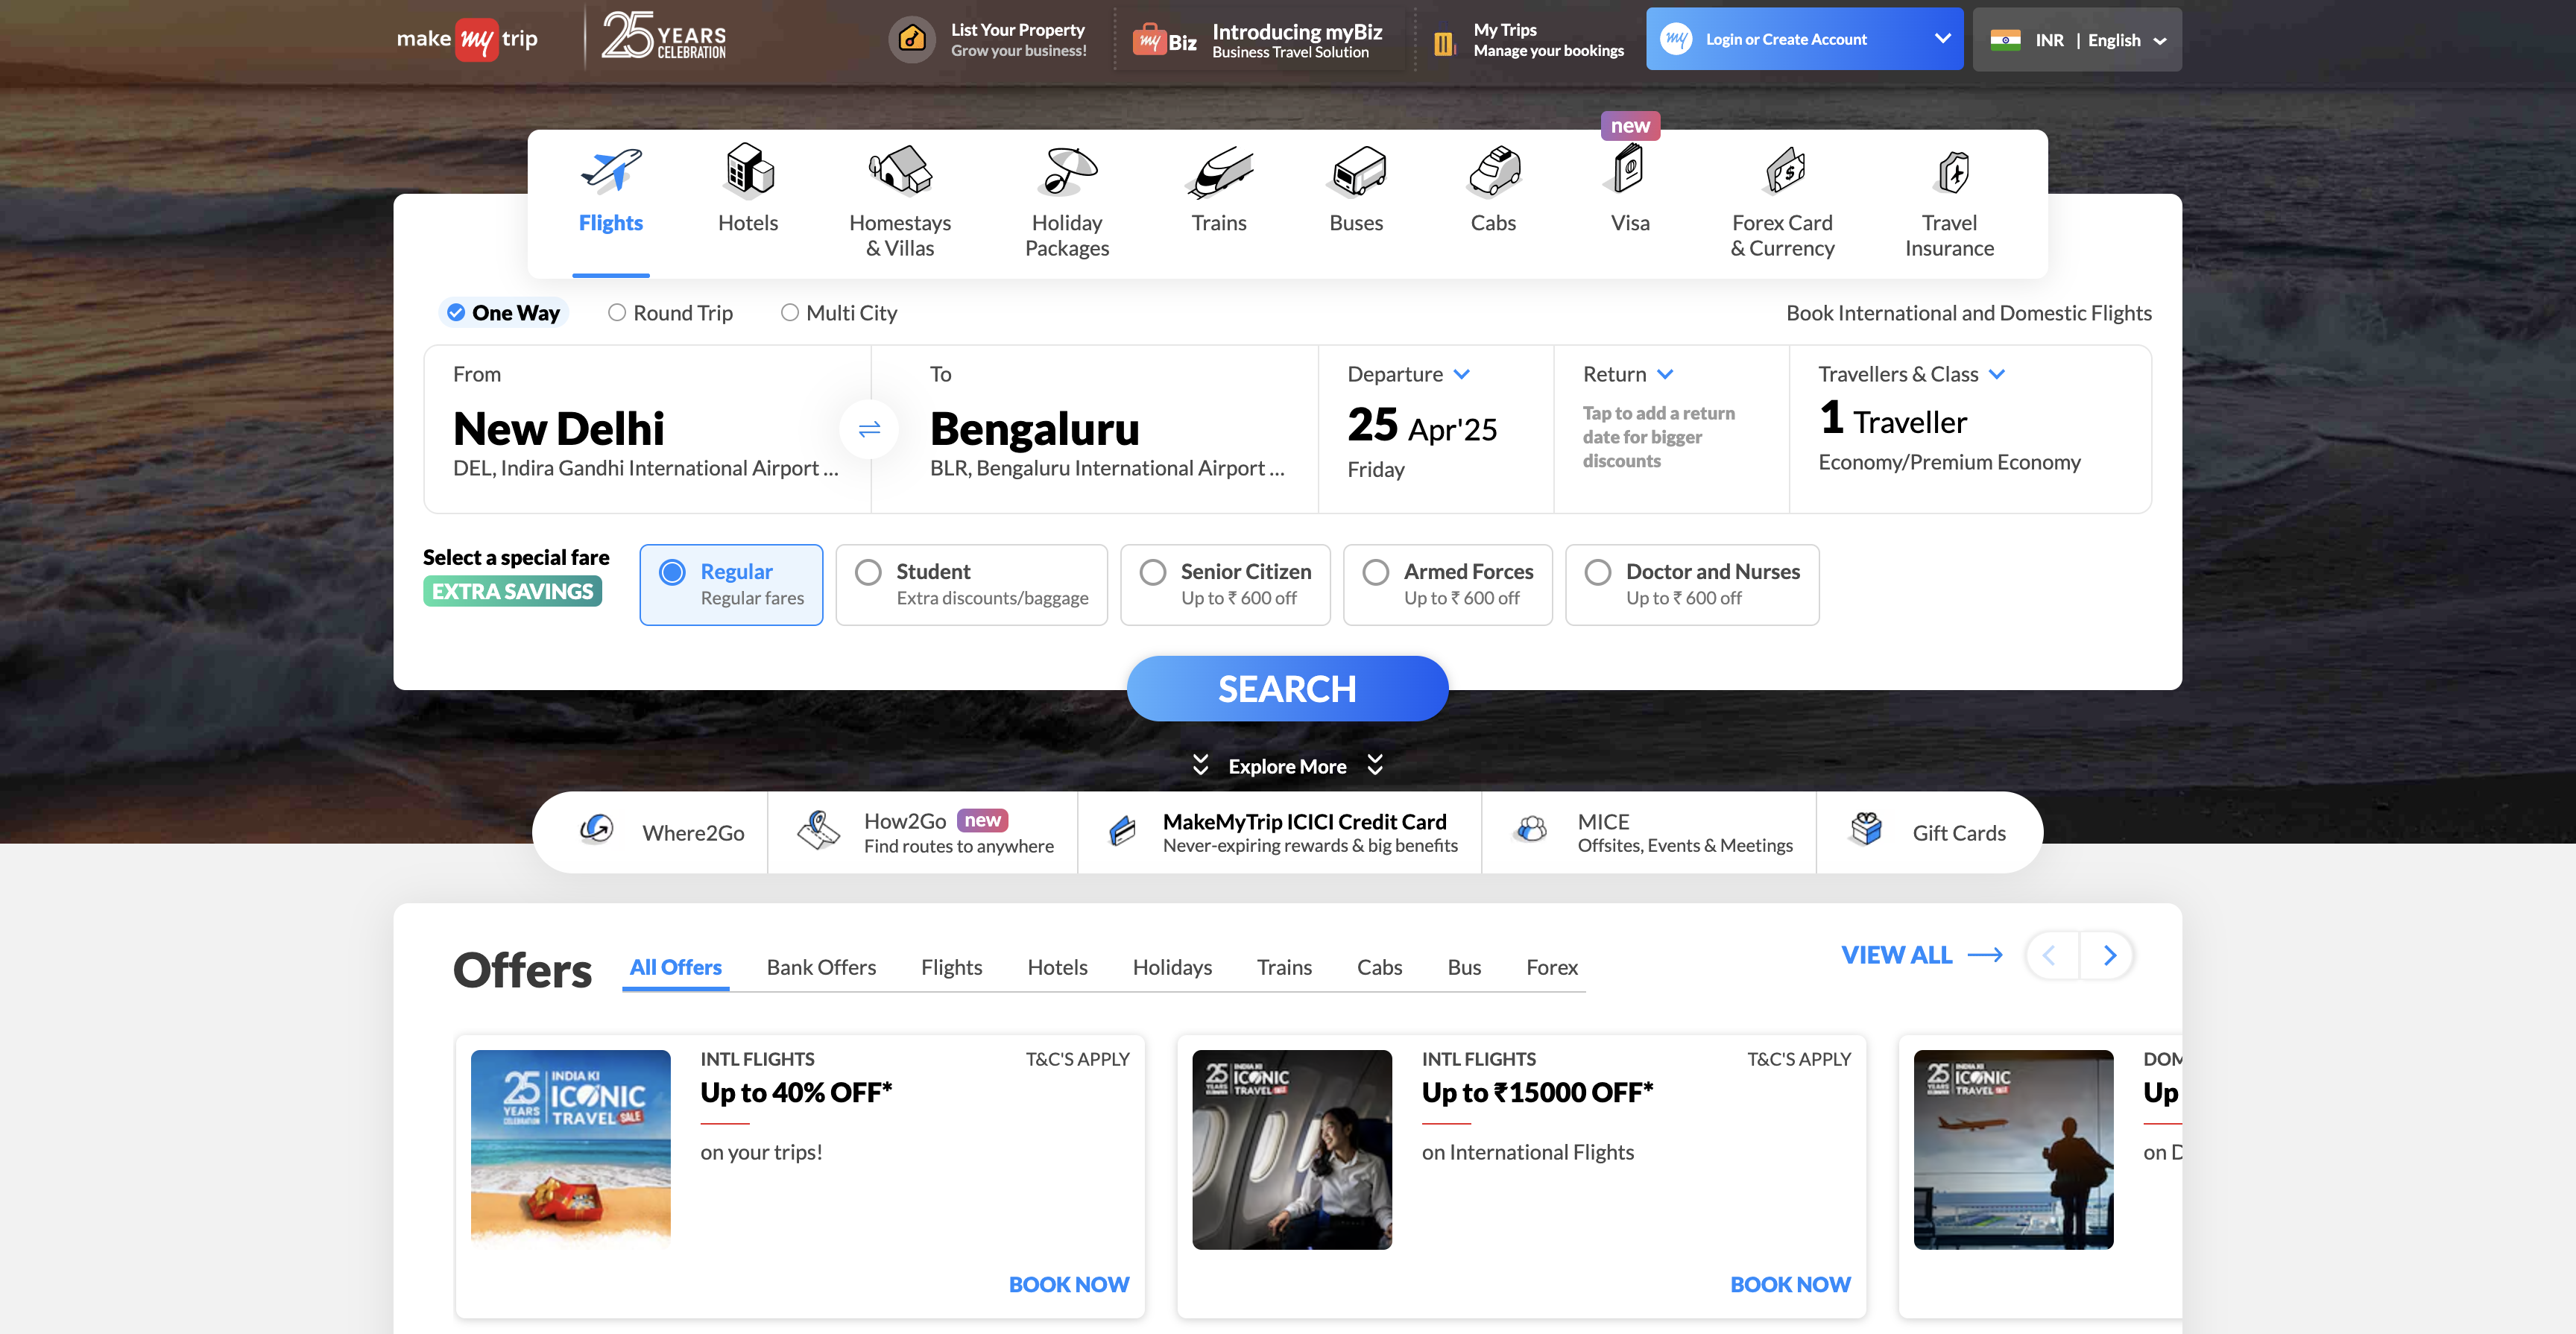 make my trip
25 YEARS CELEBRATION
List Your Property
Grow your business!
my Biz
Introducing myBiz
Business Travel Solution
My Trips
Manage your bookings
my
Login or Create Account
INR | English
new
Flights
Hotels
Homestays
& Villas
Holiday
Packages
Trains
Buses
Cabs
Visa
Forex Card
& Currency
Travel
Insurance
One Way
Round Trip
Multi City
Book International and Domestic Flights
From
New Delhi
DEL, Indira Gandhi International Airport ...
To
Bengaluru
BLR, Bengaluru International Airport ...
Departure
25 Apr'25
Friday
Return
Tap to add a return
date for bigger
discounts
Travellers & Class
1 Traveller
Economy/Premium Economy
Select a special fare
EXTRA SAVINGS
Regular
Regular fares
Student
Extra discounts/baggage
Senior Citizen
Up to ₹ 600 off
Armed Forces
Up to ₹ 600 off
Doctor and Nurses
Up to ₹ 600 off
SEARCH
Explore More
Where2Go
How2Go new
Find routes to anywhere
MakeMyTrip ICICI Credit Card
Never-expiring rewards & big benefits
MICE
Offsites, Events & Meetings
Gift Cards
Offers
All Offers
Bank Offers
Flights
Hotels
Holidays
Trains
Cabs
Bus
Forex
VIEW ALL
25 YEARS CELEBRATION
INDIA KI
ICONIC
TRAVEL SALE
INTL FLIGHTS
T&C'S APPLY
Up to 40% OFF*
on your trips!
BOOK NOW
25 YEARS
INDIA KI
ICONIC
TRAVEL SALE
INTL FLIGHTS
T&C'S APPLY
Up to ₹15000 OFF*
on International Flights
BOOK NOW
25 YEARS
INDIA KI
ICONIC
TRAVEL SALE
DOM
Up
on D